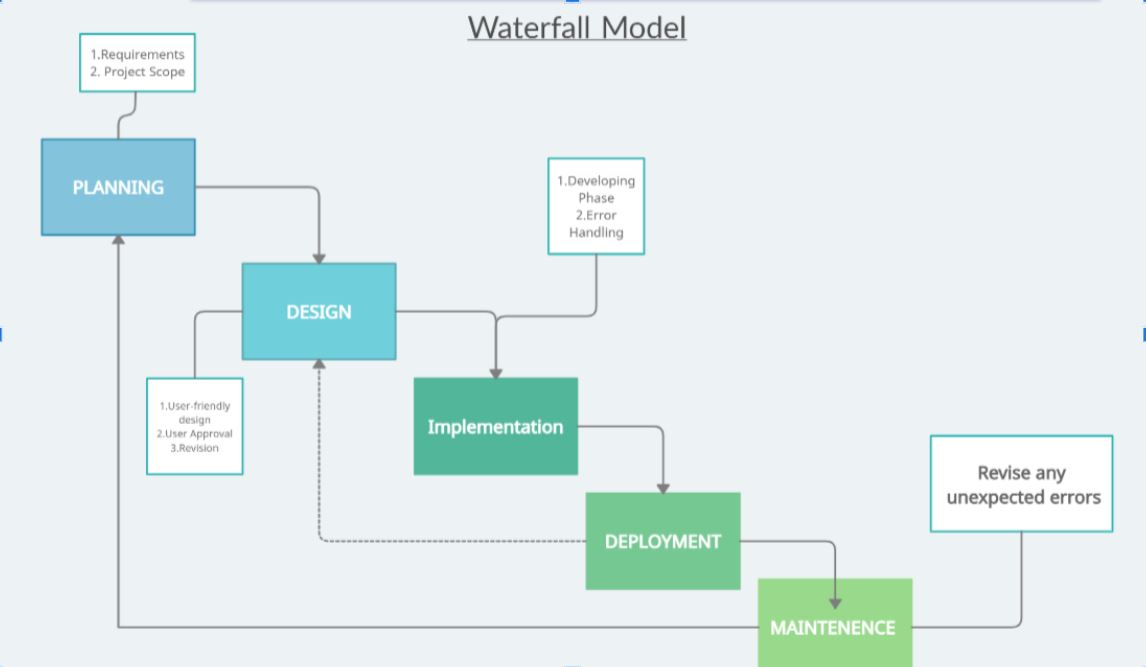 Waterfall Model
1.Requirements
2. Project Scope
PLANNING
1.Developing
Phase
2.Error
Handling
DESIGN
1.User-friendly
design
2.User Approval
3.Revision
Implementation
Revise any
unexpected errors
DEPLOYMENT
MAINTENENCE